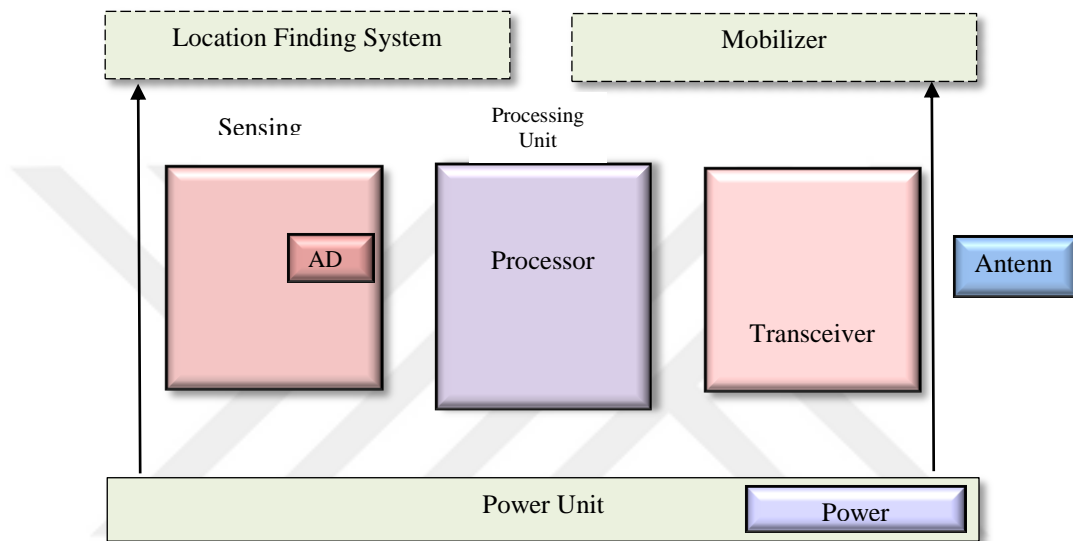 Location Finding System
Mobilizer
Sensing
Processing
Unit
AD
Processor
Transceiver
Antenn
Power Unit
Power